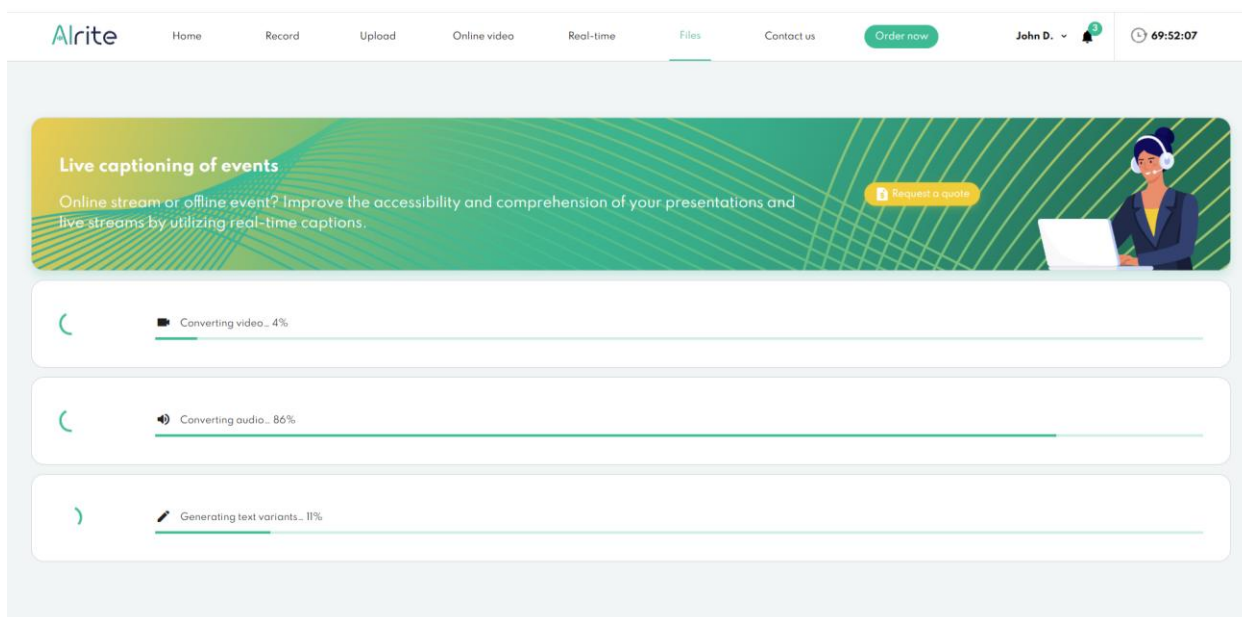 Alrite
Home Record Upload Online video Real-time Files Contact us Order now John D. 3 69:52:07
Live captioning of events
Online stream or offline event? Improve the accessibility and comprehension of your presentations and
live streams by utilizing real-time captions.
Request a quote
Converting video... 4%
Converting audio... 86%
Generating text variants... 11%